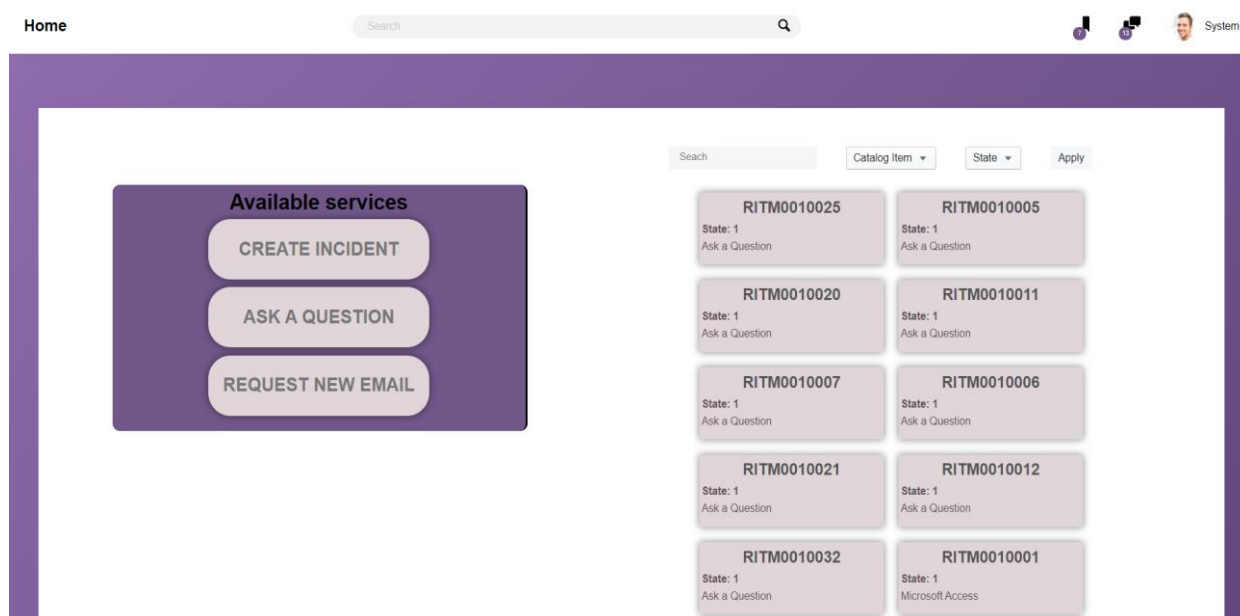 Home
Search
7
13
System
Seach
Catalog Item
State
Apply
Available services
CREATE INCIDENT
ASK A QUESTION
REQUEST NEW EMAIL
RITM0010025
State: 1
Ask a Question
RITM0010005
State: 1
Ask a Question
RITM0010020
State: 1
Ask a Question
RITM0010011
State: 1
Ask a Question
RITM0010007
State: 1
Ask a Question
RITM0010006
State: 1
Ask a Question
RITM0010021
State: 1
Ask a Question
RITM0010012
State: 1
Ask a Question
RITM0010032
State: 1
Ask a Question
RITM0010001
State: 1
Microsoft Access